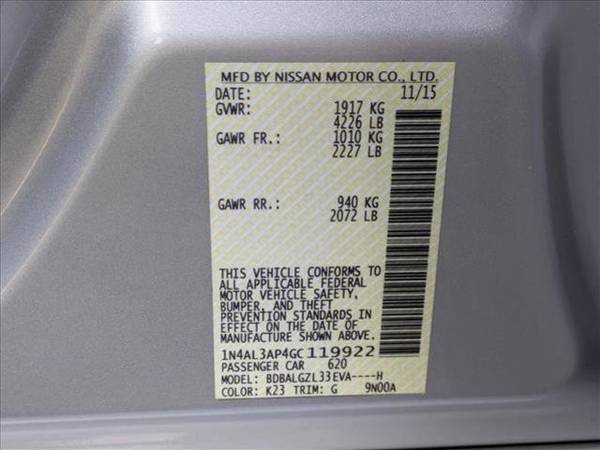 MFD BY NISSAN MOTOR CO., LTD.
DATE: 11/15
GVWR: 1917 KG
4226 LB
GAWR FR.: 1010 KG
2227 LB
GAWR RR.: 940 KG
2072 LB
THIS VEHICLE CONFORMS TO
ALL APPLICABLE FEDERAL
MOTOR VEHICLE SAFETY,
BUMPER, AND THEFT
PREVENTION STANDARDS IN
EFFECT ON THE DATE OF
MANUFACTURE SHOWN ABOVE.
1N4AL3AP4GC119922
PASSENGER CAR 620
MODEL: BDBALGZL33EVA----H
COLOR: K23 TRIM: G 9N00A